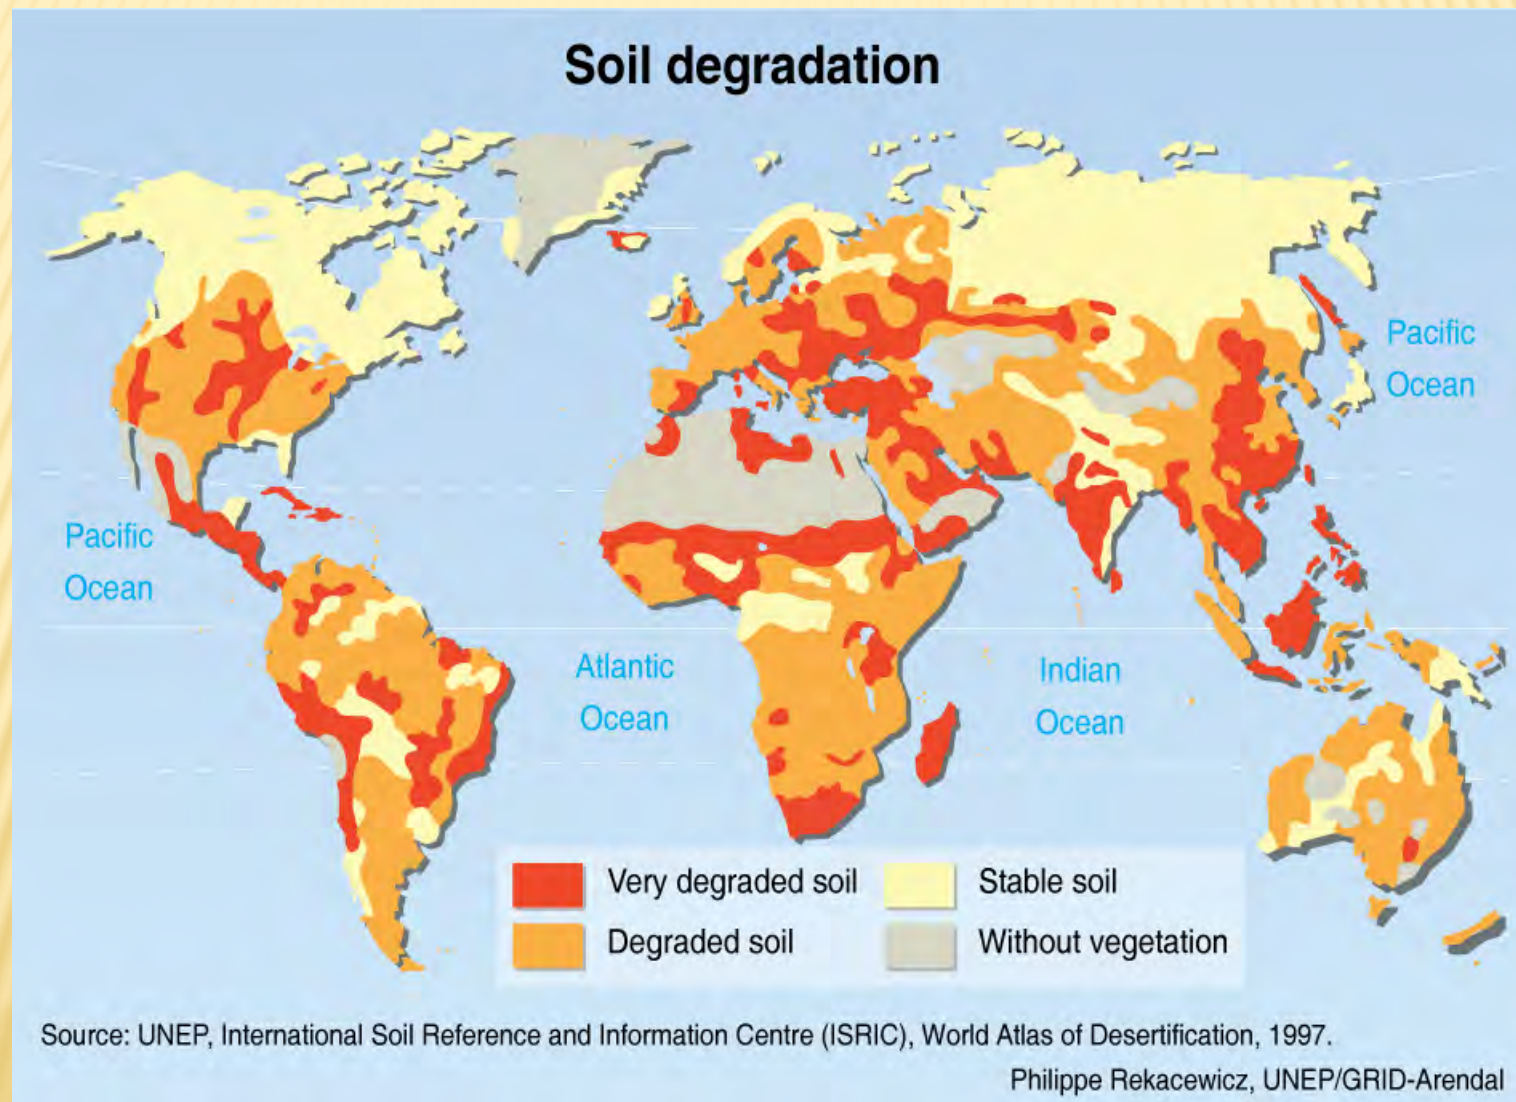 Soil degradation
Pacific
Ocean
Pacific
Ocean
Atlantic
Ocean
Indian
Ocean
Very degraded soil
Stable soil
Degraded soil
Without vegetation
Source: UNEP, International Soil Reference and Information Centre (ISRIC), World Atlas of Desertification, 1997.
Philippe Rekacewicz, UNEP/GRID-Arendal